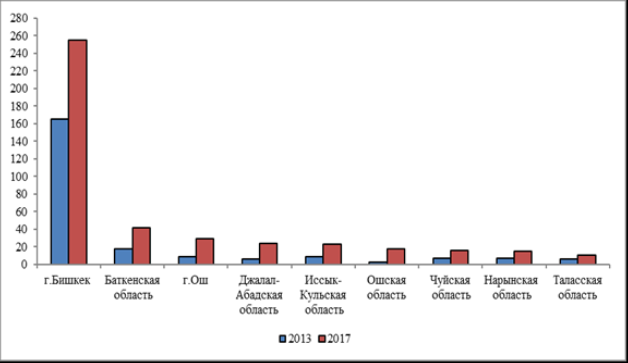 280
260
240
220
200
180
160
140
120
100
80
60
40
20
0
г.Бишкек
Баткенская
область
г.Ош
Джалал-
Абадская
область
Иссык-
Кульская
область
Ошская
область
Чуйская
область
Нарынская
область
Таласская
область
2013 2017